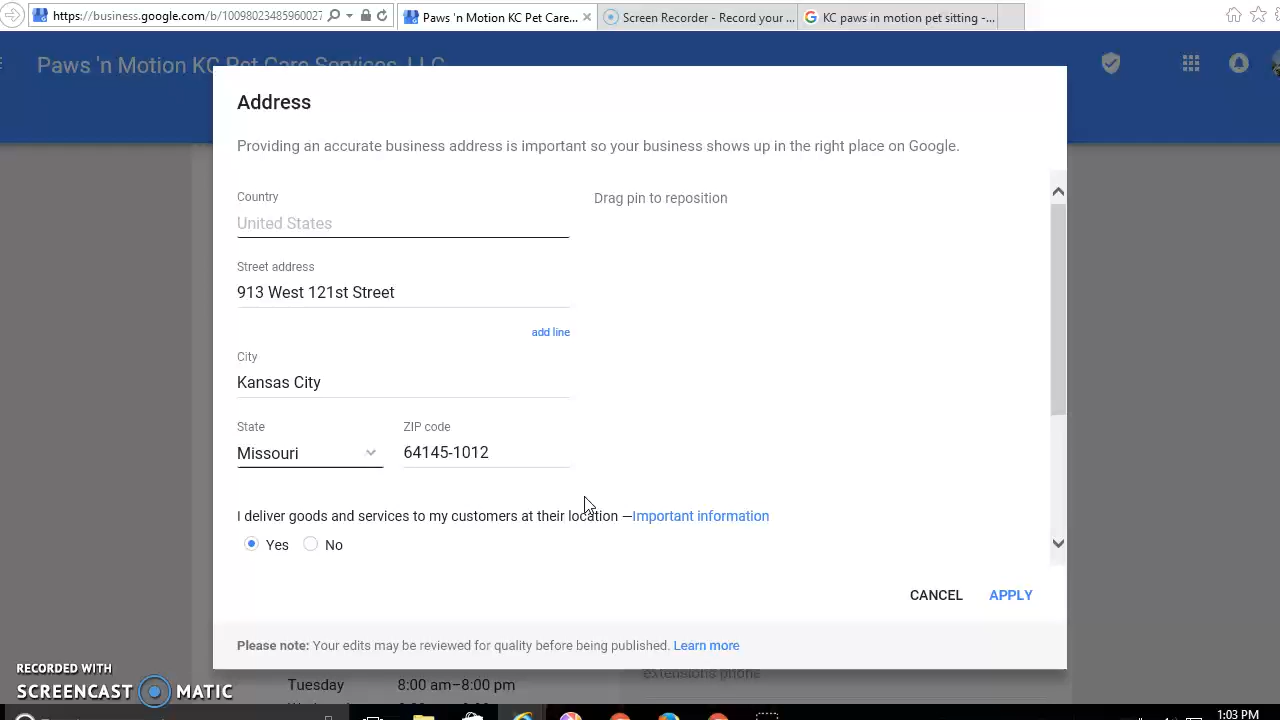 https://business.google.com/b/10098023485960027
Paws 'n Motion KC Pet Care...
Screen Recorder - Record your ...
KC paws in motion pet sitting -...
Paws 'n Motion KC Pet Care Services, LLC
Address
Providing an accurate business address is important so your business shows up in the right place on Google.
Country
United States
Drag pin to reposition
Street address
913 West 121st Street
add line
City
Kansas City
State
ZIP code
Missouri
64145-1012
I deliver goods and services to my customers at their location —Important information
Yes
No
CANCEL
APPLY
Please note: Your edits may be reviewed for quality before being published. Learn more
extensions phone
RECORDED WITH
SCREENCAST MATIC
Tuesday
8:00 am–8:00 pm
1:03 PM